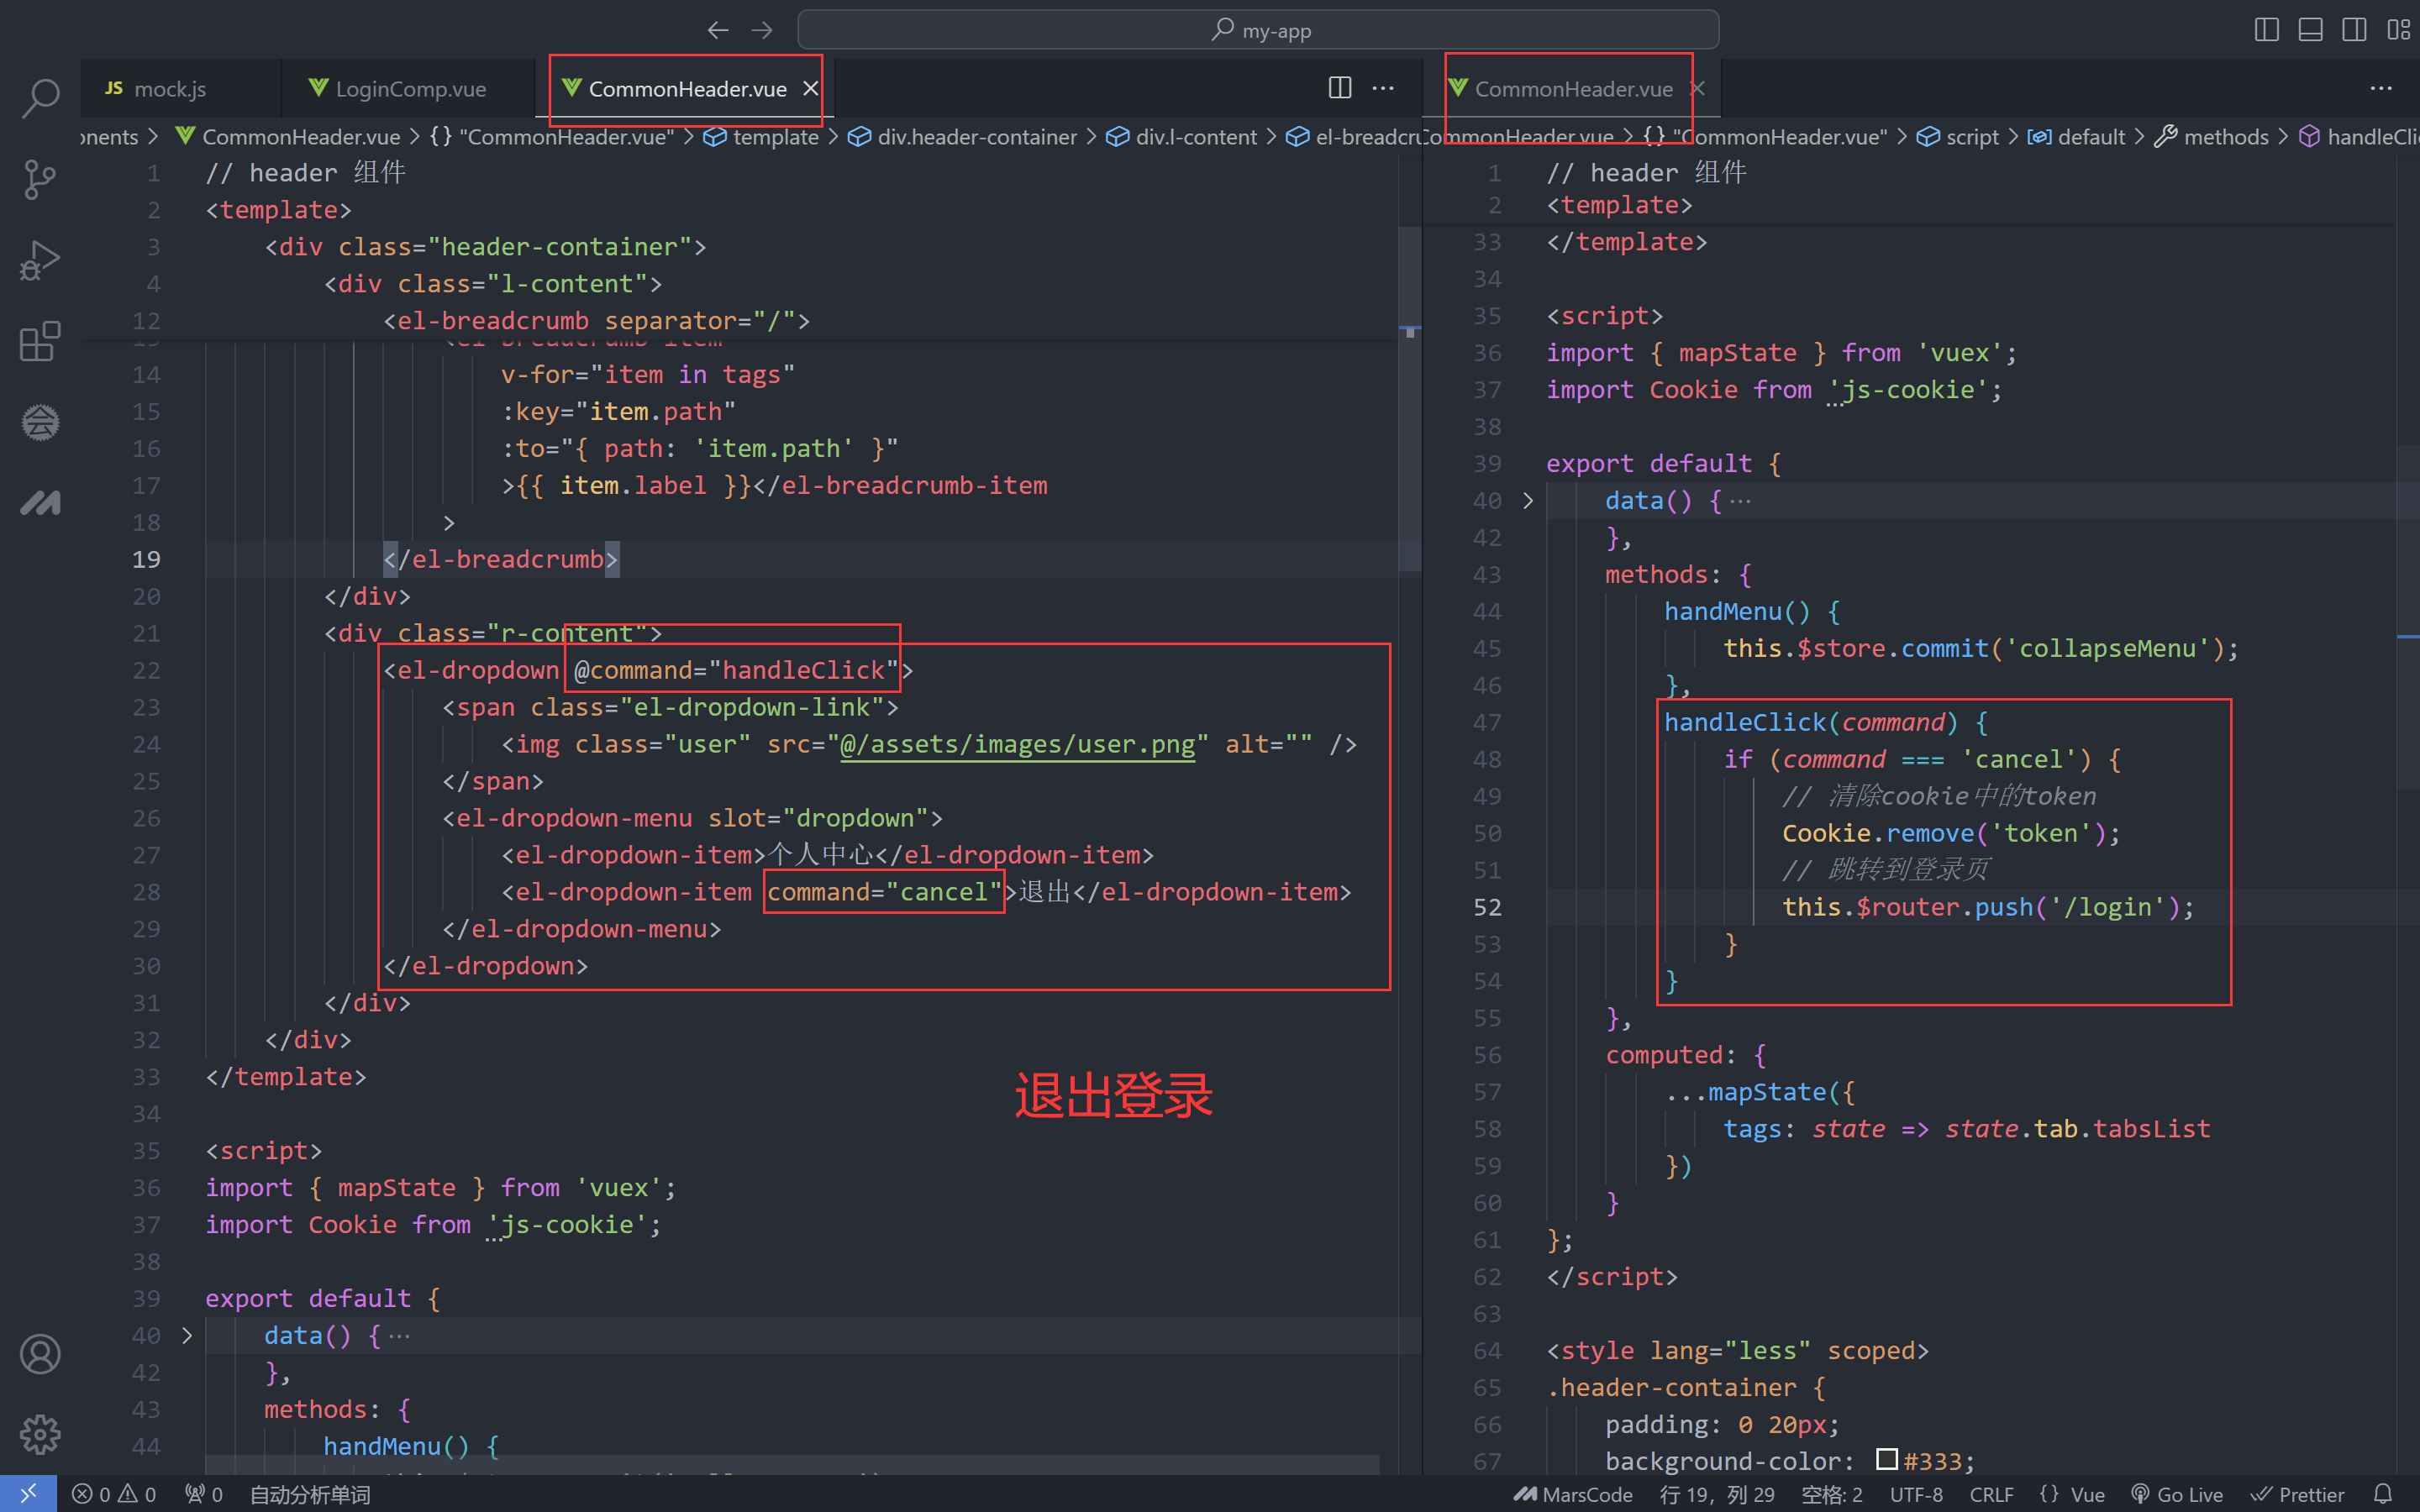 my-app
JS mock.js
LoginComp.vue
CommonHeader.vue
onents > CommonHeader.vue > {} "CommonHeader.vue" > template > div.header-container > div.l-content > el-breadcru
1 // header 组件
2 <template>
3 <div class="header-container">
4 <div class="l-content">
12 <el-breadcrumb separator="/">
13 <el-breadcrumb-item
14 v-for="item in tags"
15 :key="item.path"
16 :to="{ path: 'item.path' }"
17 >{{ item.label }}</el-breadcrumb-item
18 >
19 </el-breadcrumb>
20 </div>
21 <div class="r-content">
22 <el-dropdown @command="handleClick">
23 <span class="el-dropdown-link">
24 <img class="user" src="@/assets/images/user.png" alt="" />
25 </span>
26 <el-dropdown-menu slot="dropdown">
27 <el-dropdown-item>个人中心</el-dropdown-item>
28 <el-dropdown-item command="cancel">退出</el-dropdown-item>
29 </el-dropdown-menu>
30 </el-dropdown>
31 </div>
32 </div>
33 </template>
34
35 <script>
36 import { mapState } from 'vuex';
37 import Cookie from 'js-cookie';
38
39 export default {
40 data() { ···
42 },
43 methods: {
44 handMenu() {
退出登录
CommonHeader.vue
CommonHeader.vue > {} "CommonHeader.vue" > script > default > methods > handleCli
1 // header 组件
2 <template>
33 </template>
34
35 <script>
36 import { mapState } from 'vuex';
37 import Cookie from 'js-cookie';
38
39 export default {
40 data() { ···
42 },
43 methods: {
44 handMenu() {
45 this.$store.commit('collapseMenu');
46 },
47 handleClick(command) {
48 if (command === 'cancel') {
49 // 清除cookie中的token
50 Cookie.remove('token');
51 // 跳转到登录页
52 this.$router.push('/login');
53 }
54 }
55 },
56 computed: {
57 ...mapState({
58 tags: state => state.tab.tabsList
59 })
60 }
61 };
62 </script>
63
64 <style lang="less" scoped>
65 .header-container {
66 padding: 0 20px;
67 background-color: #333;
0 0 0 自动分析单词 MarsCode 行 19, 列 29 空格: 2 UTF-8 CRLF {} Vue Go Live Prettier